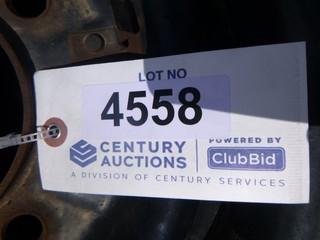 LOT NO
4558
CENTURY
AUCTIONS
POWERED BY
ClubBid
A DIVISION OF CENTURY SERVICES